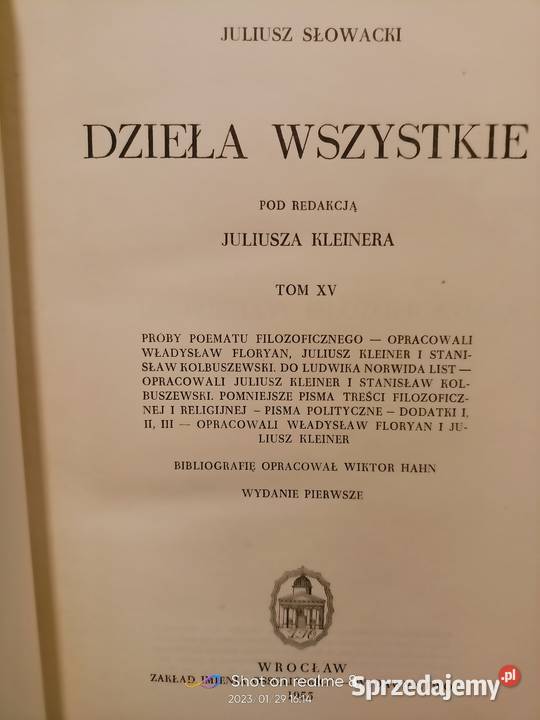 JULIUSZ SŁOWACKI
DZIEŁA WSZYSTKIE
POD REDAKCJĄ
JULIUSZA KLEINERA
TOM XV
PRÓBY POEMATU FILOZOFICZNEGO — OPRACOWALI
WŁADYSŁAW FLORYAN, JULIUSZ KLEINER I STANI-
SŁAW KOLBUSZEWSKI. DO LUDWIKA NORWIDA LIST —
OPRACOWALI JULIUSZ KLEINER I STANISŁAW KOL-
BUSZEWSKI. POMNIEJSZE PISMA TREŚCI FILOZOFICZ-
NEJ I RELIGIJNEJ — PISMA POLITYCZNE — DODATKI I,
II, III — OPRACOWALI WŁADYSŁAW FLORYAN I JU-
LIUSZ KLEINER
BIBLIOGRAFIĘ OPRACOWAŁ WIKTOR HAHN
WYDANIE PIERWSZE
WROCŁAW
ZAKŁAD
Shot on realme 8
2023. 01. 29 16:14
Sprzedajemy.pl